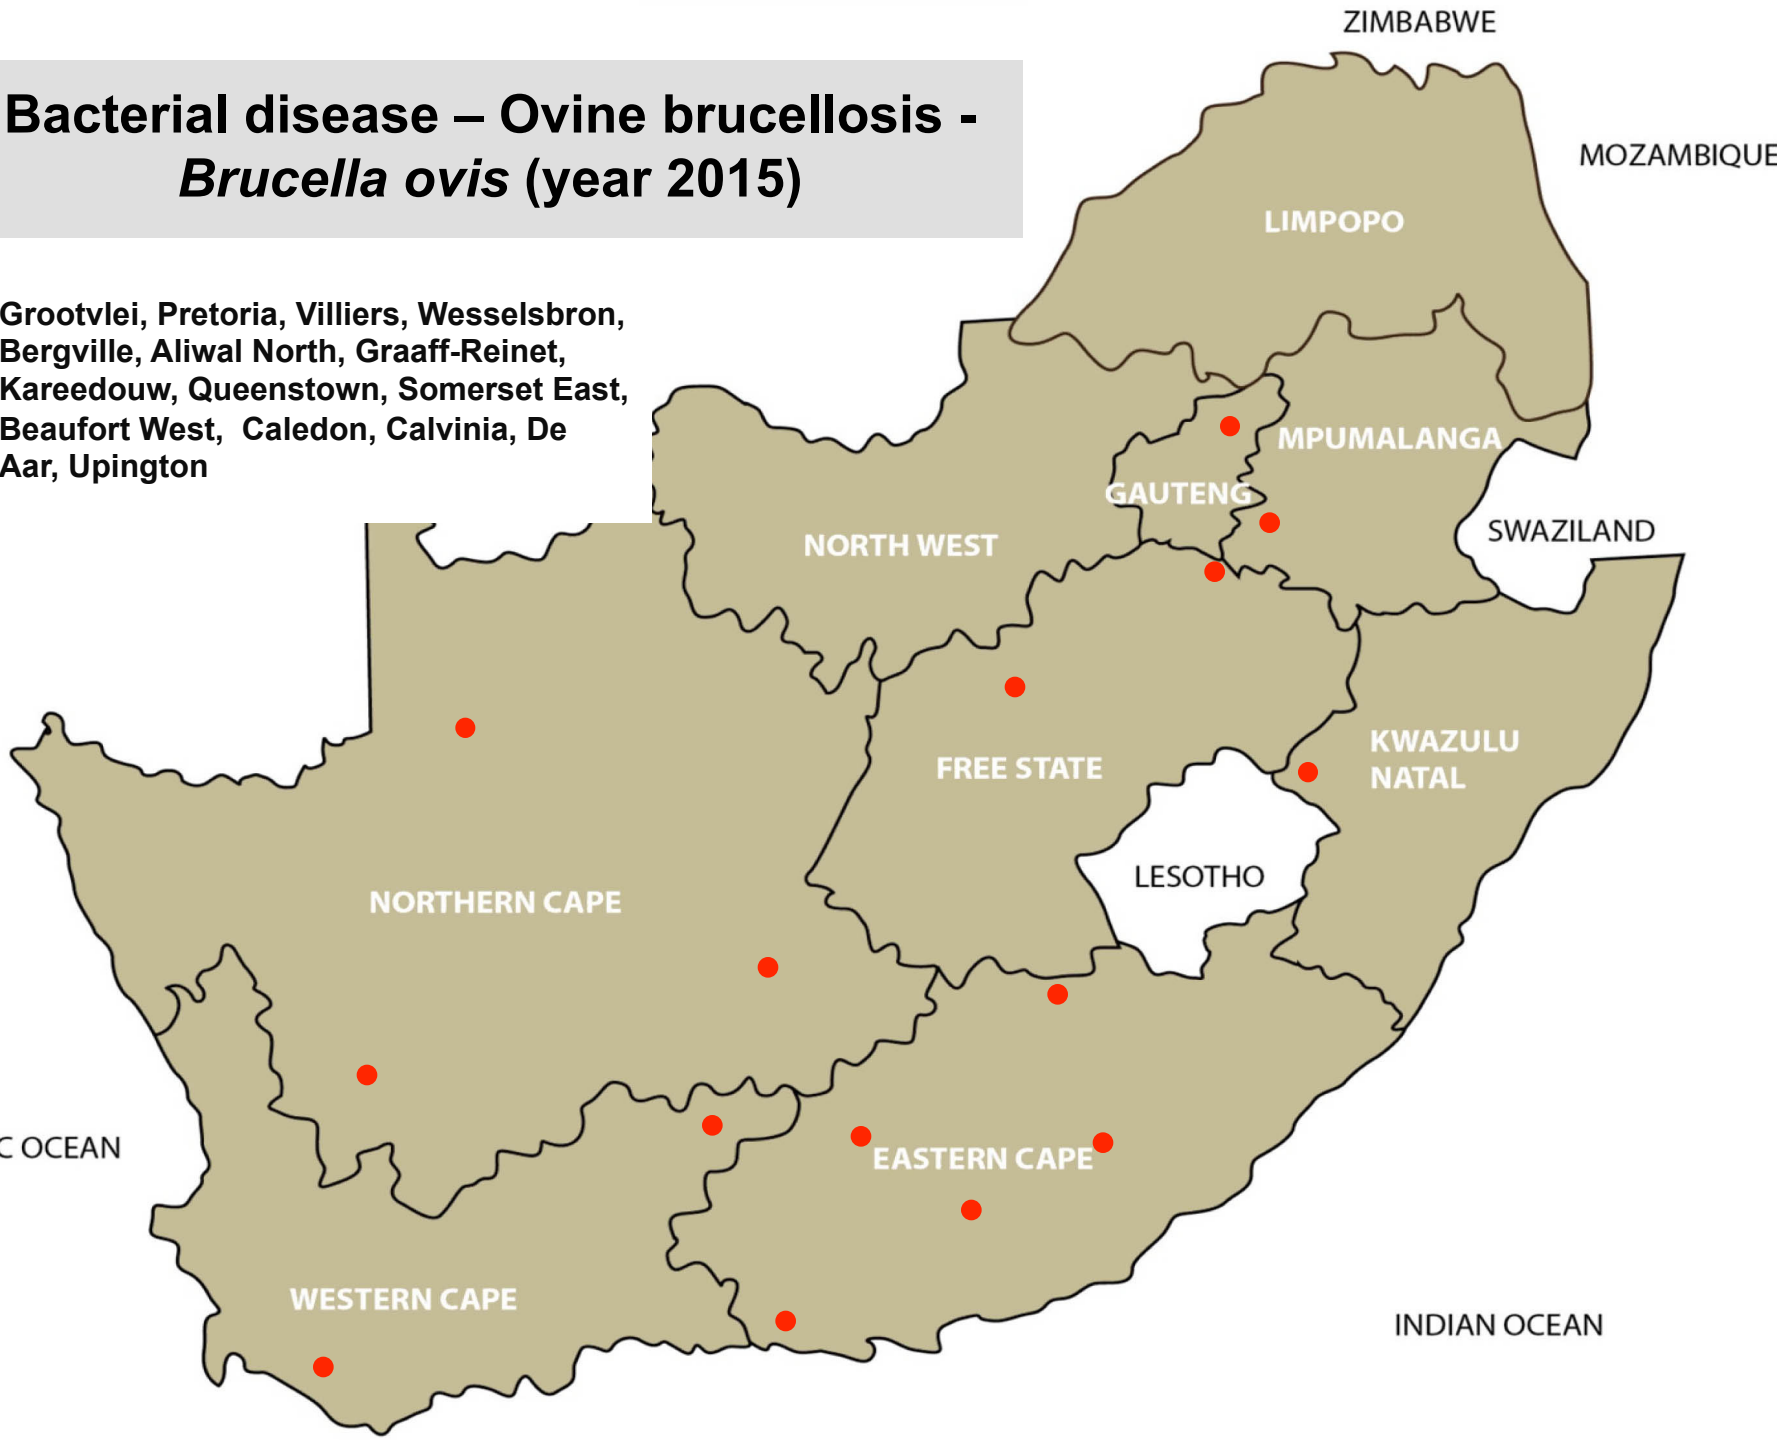 ZIMBABWE
Bacterial disease – Ovine brucellosis -
Brucella ovis (year 2015)
MOZAMBIQUE
LIMPOPO
Grootvlei, Pretoria, Villiers, Wesselsbron,
Bergville, Aliwal North, Graaff-Reinet,
Kareedouw, Queenstown, Somerset East,
Beaufort West, Caledon, Calvinia, De
Aar, Upington
MPUMALANGA
GAUTENG
SWAZILAND
NORTH WEST
KWAZULU
NATAL
FREE STATE
LESOTHO
NORTHERN CAPE
C OCEAN
EASTERN CAPE
WESTERN CAPE
INDIAN OCEAN